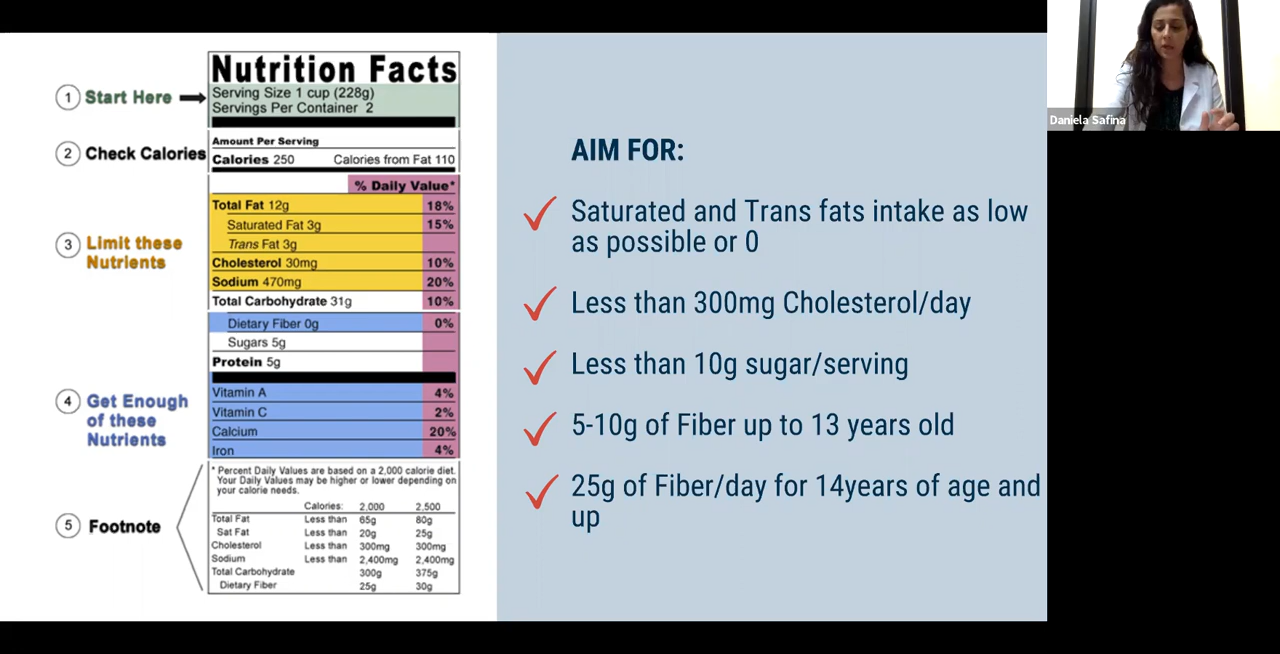 Nutrition Facts
1 Start Here
Serving Size 1 cup (228g)
Servings Per Container 2
2 Check Calories
Amount Per Serving
Calories 250 Calories from Fat 110
% Daily Value*
3 Limit these
Nutrients
Total Fat 12g 18%
Saturated Fat 3g 15%
Trans Fat 3g
Cholesterol 30mg 10%
Sodium 470mg 20%
Total Carbohydrate 31g 10%
Dietary Fiber 0g 0%
Sugars 5g
Protein 5g
4 Get Enough
of these
Nutrients
Vitamin A 4%
Vitamin C 2%
Calcium 20%
Iron 4%
5 Footnote
* Percent Daily Values are based on a 2,000 calorie diet.
Your Daily Values may be higher or lower depending on
your calorie needs.
Calories: 2,000 2,500
Total Fat Less than 65g 80g
Sat Fat Less than 20g 25g
Cholesterol Less than 300mg 300mg
Sodium Less than 2,400mg 2,400mg
Total Carbohydrate 300g 375g
Dietary Fiber 25g 30g
AIM FOR:
Saturated and Trans fats intake as low
as possible or 0
Less than 300mg Cholesterol/day
Less than 10g sugar/serving
5-10g of Fiber up to 13 years old
25g of Fiber/day for 14years of age and
up
Daniela Safina